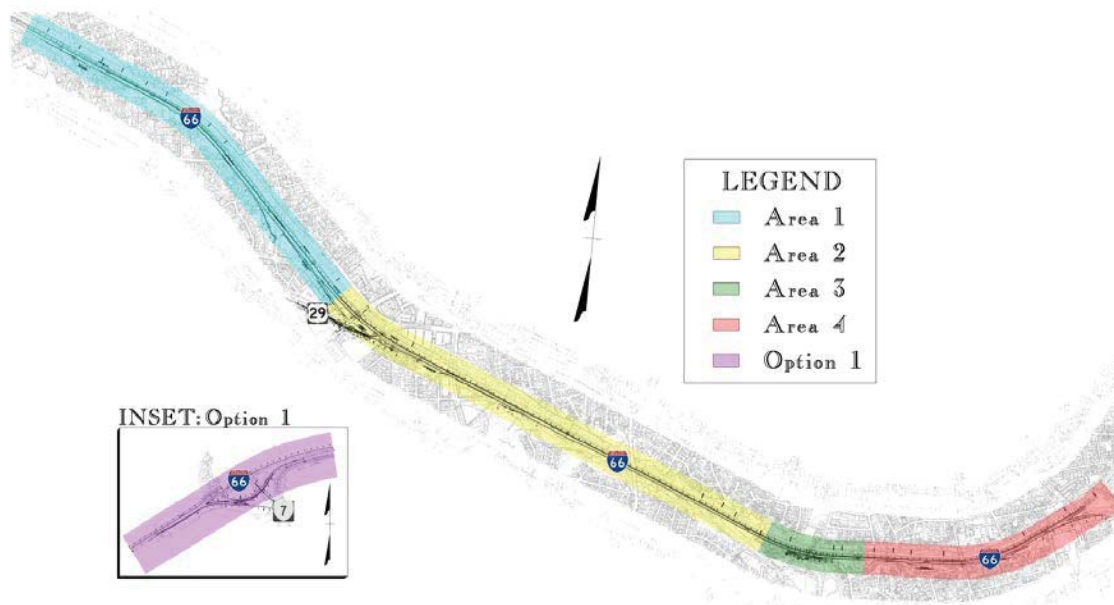 66
LEGEND
Area 1
Area 2
Area 3
Area 4
Option 1
29
INSET: Option 1
66
7
66
66